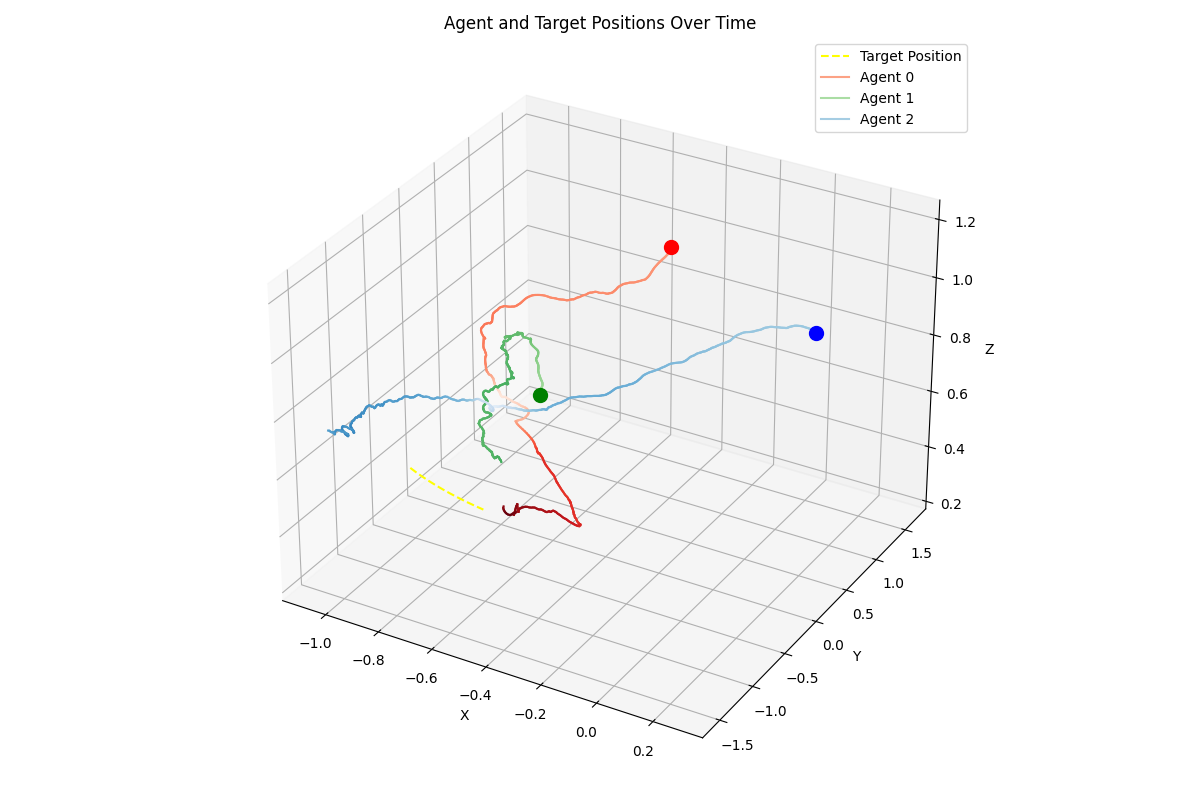 Agent and Target Positions Over Time
Target Position
Agent 0
Agent 1
Agent 2
1.2
1.0
0.8
Z
0.6
0.4
0.2
1.5
1.0
0.5
0.0
Y
−0.5
−1.0
−1.5
−1.0
−0.8
−0.6
−0.4
X
−0.2
0.0
0.2